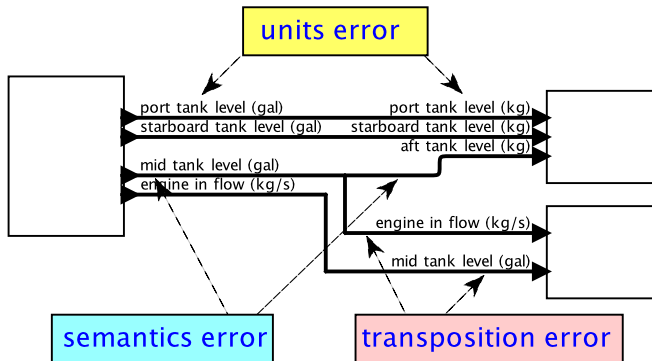 units error
port tank level (gal) port tank level (kg)
starboard tank level (gal) starboard tank level (kg)
aft tank level (kg)
mid tank level (gal)
engine in flow (kg/s)
engine in flow (kg/s)
mid tank level (gal)
semantics error transposition error